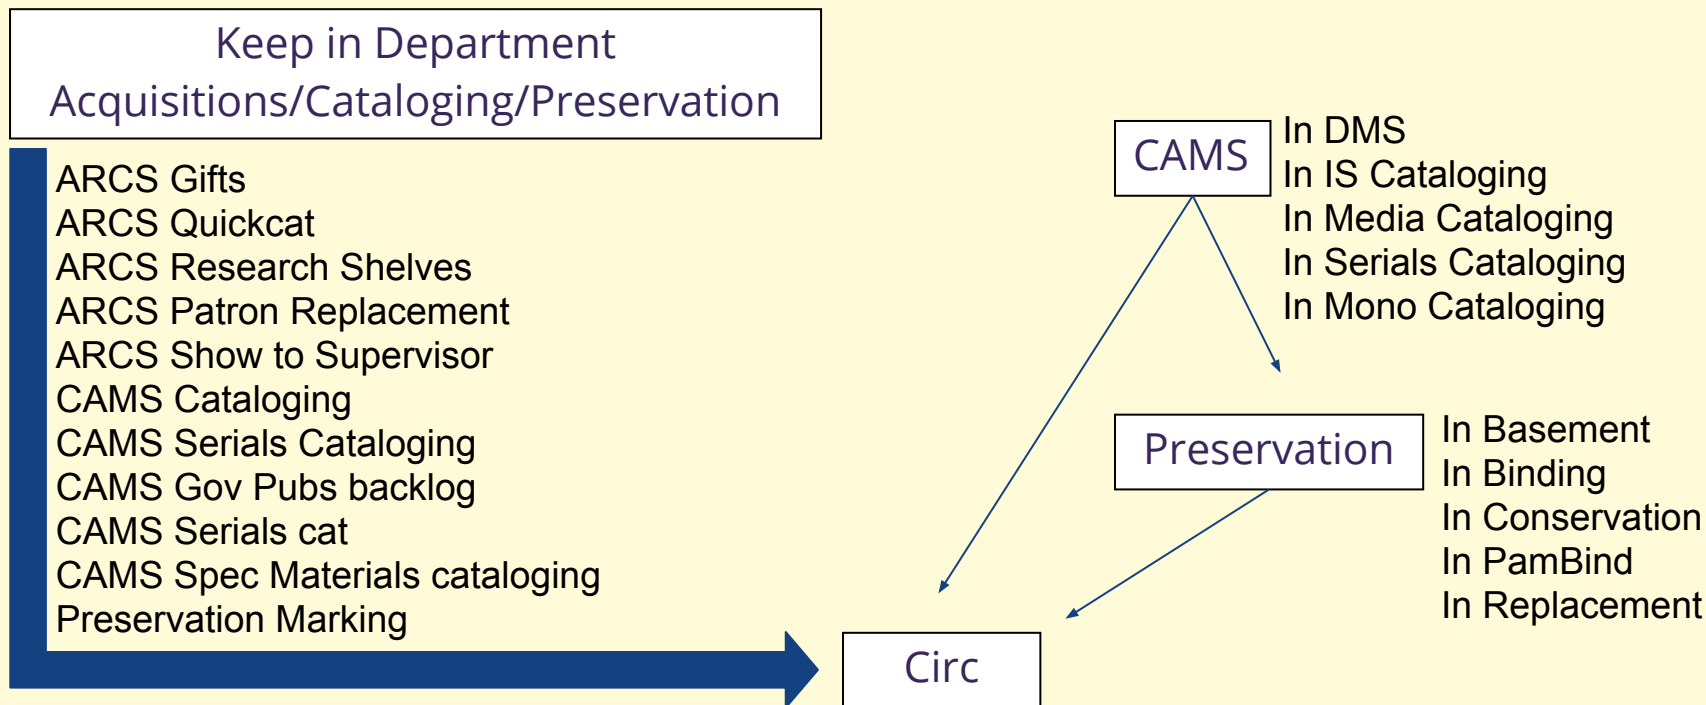 Keep in Department
Acquisitions/Cataloging/Preservation
ARCS Gifts
ARCS Quickcat
ARCS Research Shelves
ARCS Patron Replacement
ARCS Show to Supervisor
CAMS Cataloging
CAMS Serials Cataloging
CAMS Gov Pubs backlog
CAMS Serials cat
CAMS Spec Materials cataloging
Preservation Marking
CAMS
In DMS
In IS Cataloging
In Media Cataloging
In Serials Cataloging
In Mono Cataloging
Preservation
In Basement
In Binding
In Conservation
In PamBind
In Replacement
Circ